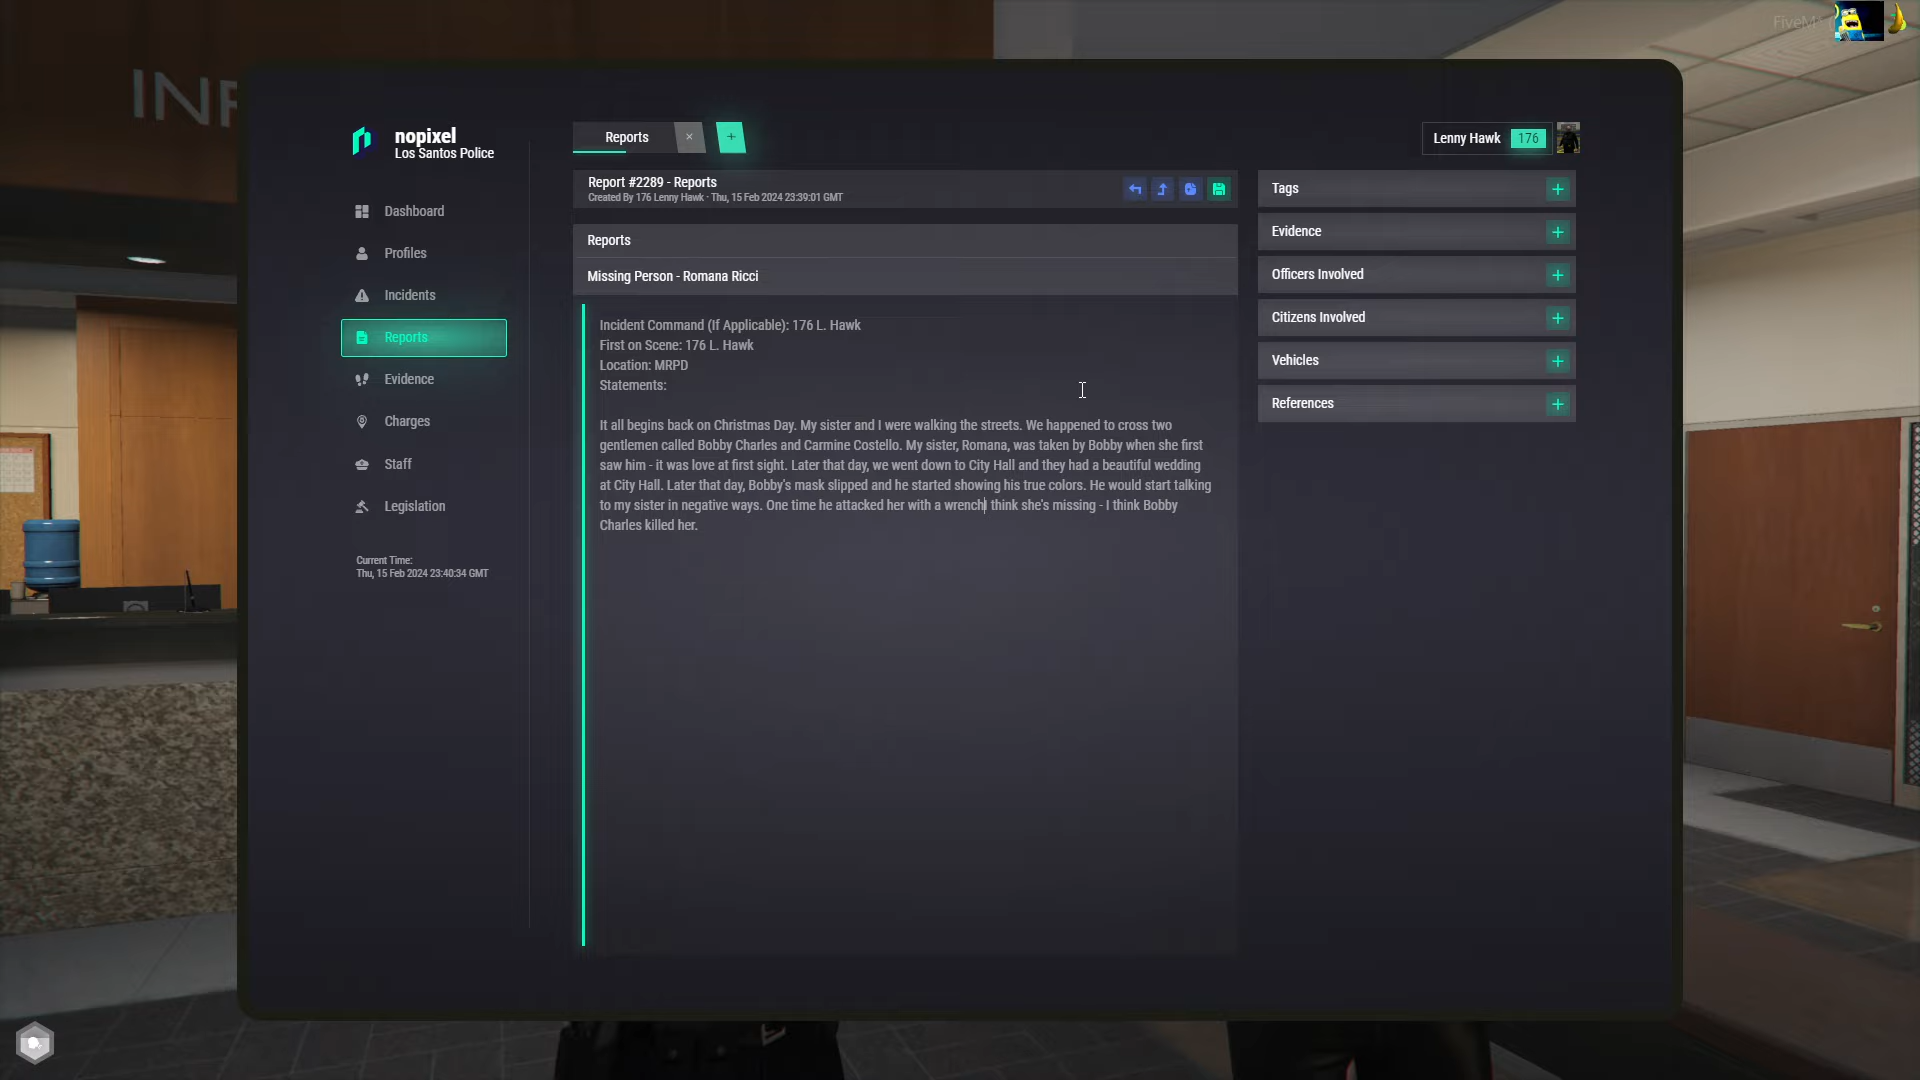 FiveM
INF
nopixel
Los Santos Police
Reports
×
+
Lenny Hawk
176
Dashboard
Profiles
Incidents
Reports
Evidence
Charges
Staff
Legislation
Current Time:
Thu, 15 Feb 2024 23:40:34 GMT
Report #2289 - Reports
Created By 176 Lenny Hawk · Thu, 15 Feb 2024 23:39:01 GMT
Reports
Missing Person - Romana Ricci
Incident Command (If Applicable): 176 L. Hawk
First on Scene: 176 L. Hawk
Location: MRPD
Statements:
It all begins back on Christmas Day. My sister and I were walking the streets. We happened to cross two
gentlemen called Bobby Charles and Carmine Costello. My sister, Romana, was taken by Bobby when she first
saw him - it was love at first sight. Later that day, we went down to City Hall and they had a beautiful wedding
at City Hall. Later that day, Bobby's mask slipped and he started showing his true colors. He would start talking
to my sister in negative ways. One time he attacked her with a wrenchI think she's missing - I think Bobby
Charles killed her.
Tags
+
Evidence
+
Officers Involved
+
Citizens Involved
+
Vehicles
+
References
+